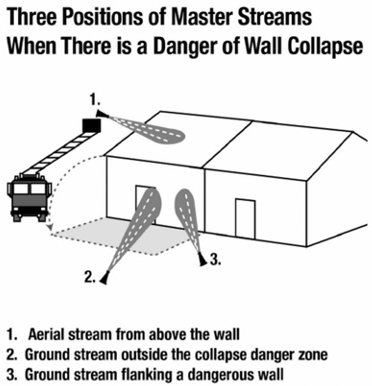 Three Positions of Master Streams
When There is a Danger of Wall Collapse
1.
2.
3.
1. Aerial stream from above the wall
2. Ground stream outside the collapse danger zone
3. Ground stream flanking a dangerous wall